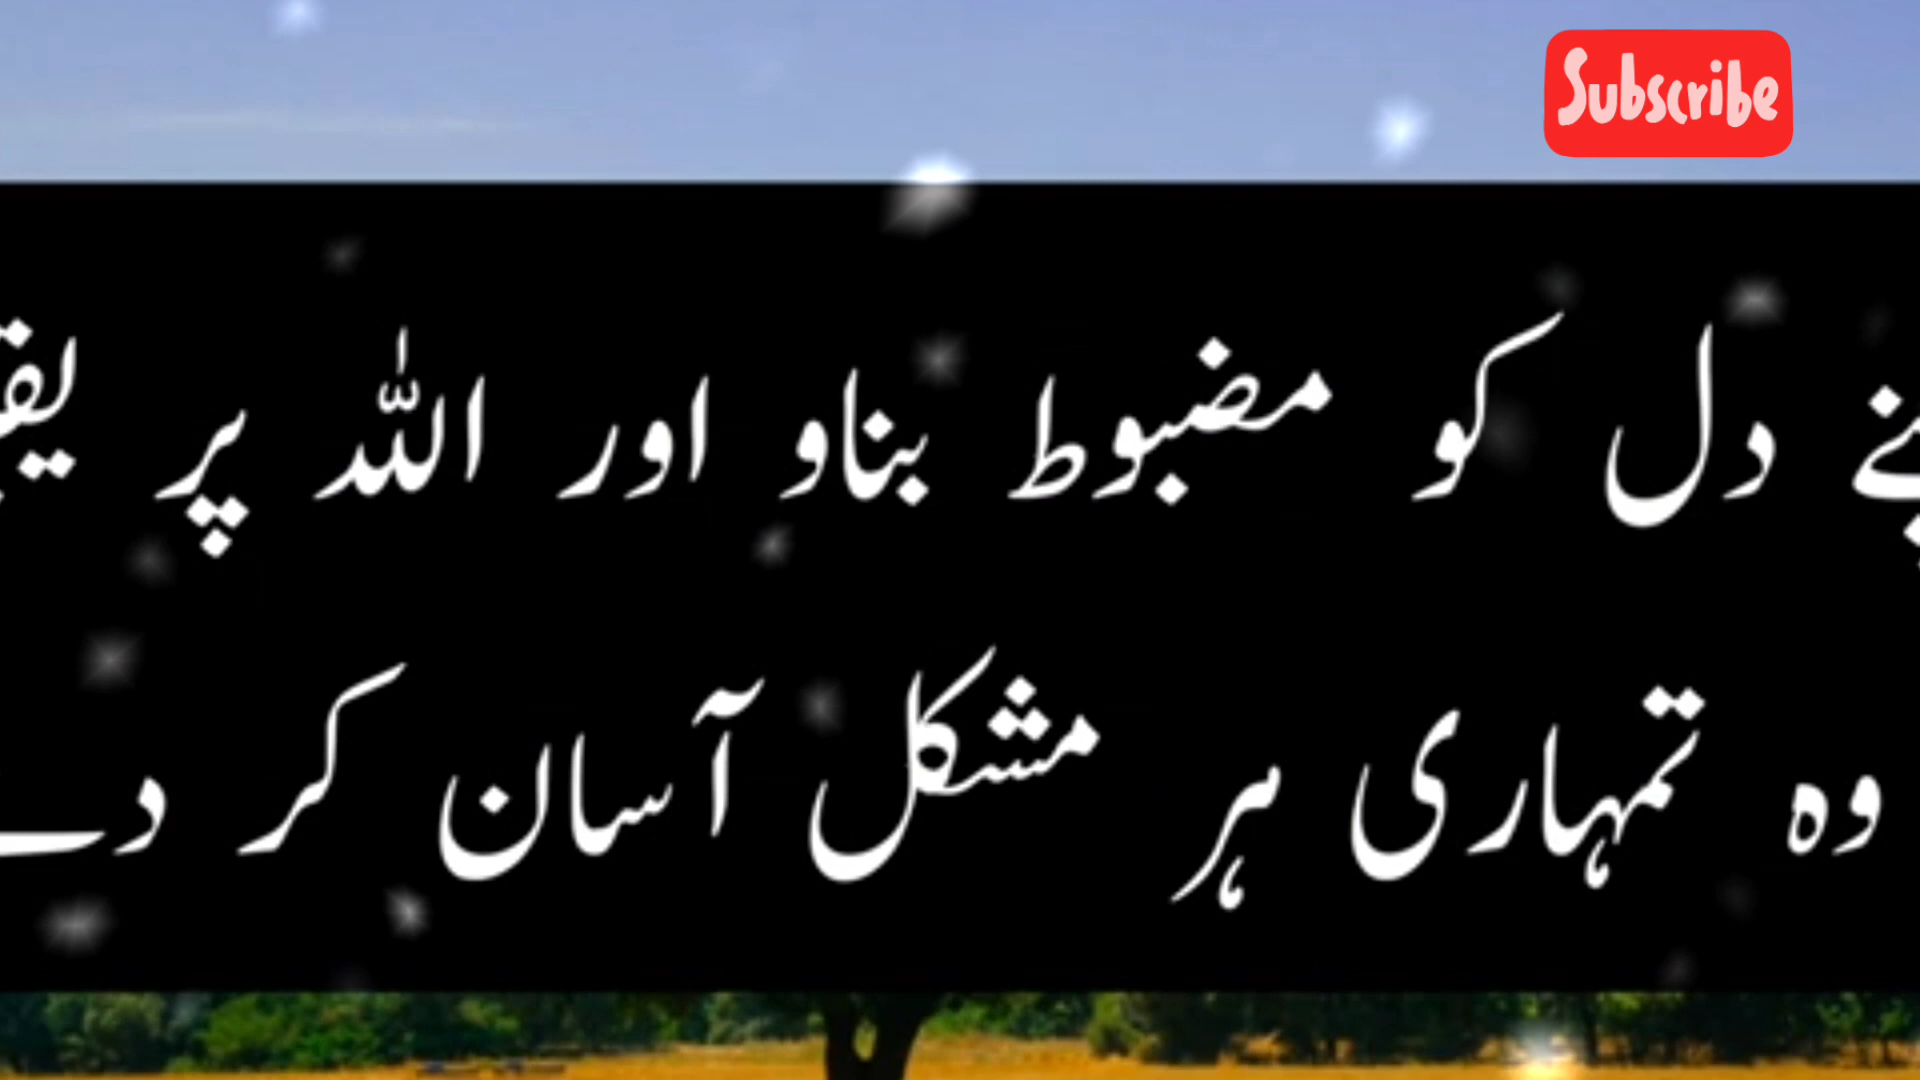 Subscribe
دل کو مضبوط بناو اور اللہ پر
وہ تمہاری ہر مشکل آسان کر دے